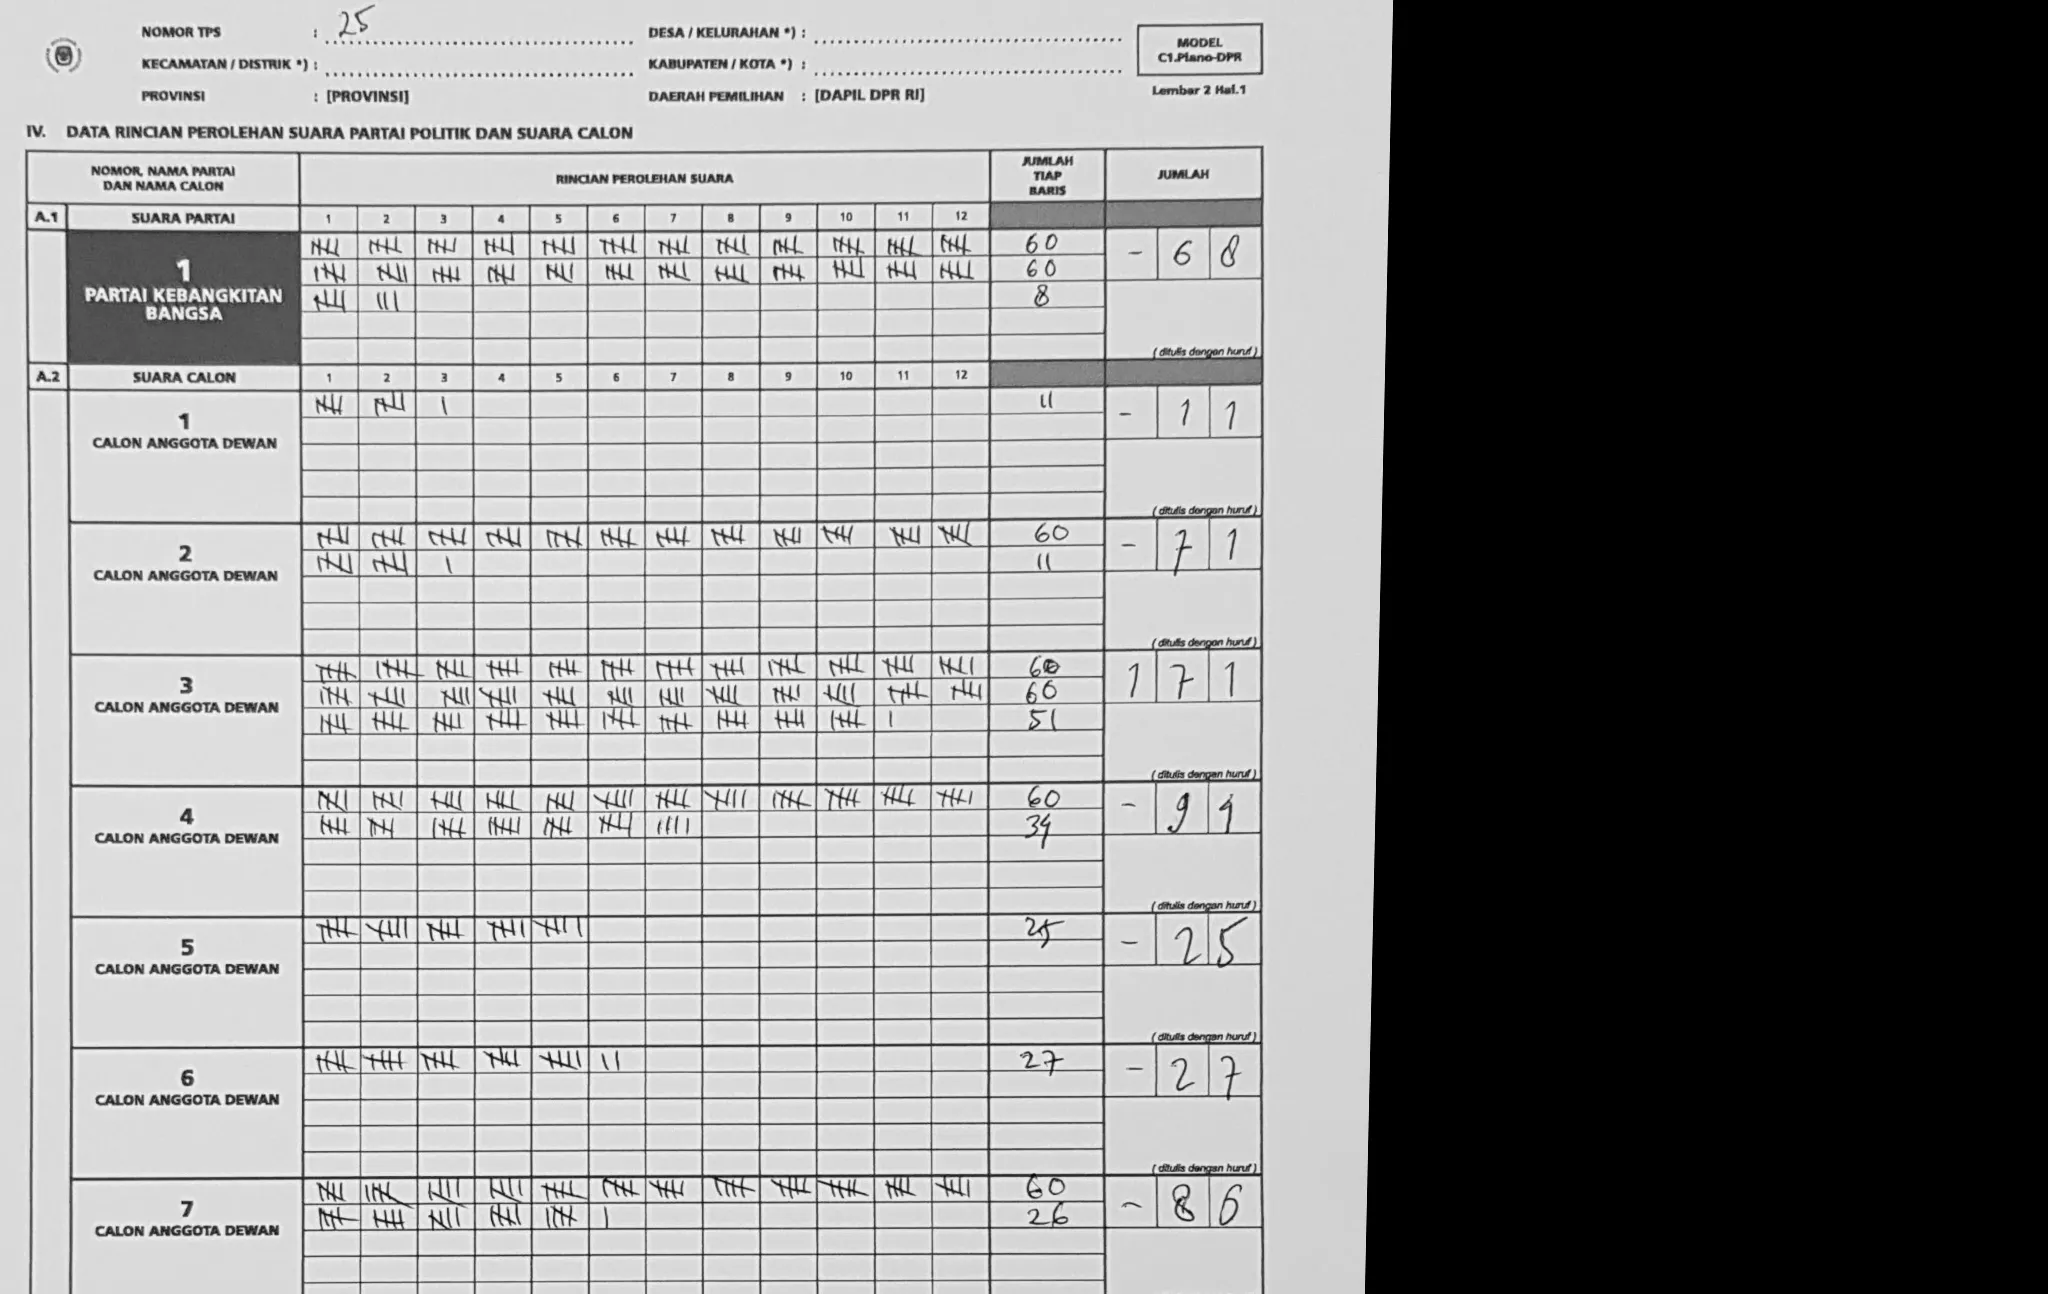 NOMOR TPS : 25 DESA / KELURAHAN *) :
MODEL
C1.Plano-DPR
KECAMATAN / DISTRIK *) : KABUPATEN / KOTA *) :
PROVINSI : [PROVINSI] DAERAH PEMILIHAN : [DAPIL DPR RI]
Lembar 2 Hal.1
IV. DATA RINCIAN PEROLEHAN SUARA PARTAI POLITIK DAN SUARA CALON
NOMOR, NAMA PARTAI
DAN NAMA CALON
RINCIAN PEROLEHAN SUARA
JUMLAH
TIAP
BARIS
JUMLAH
A.1 SUARA PARTAI 1 2 3 4 5 6 7 8 9 10 11 12
1
PARTAI KEBANGKITAN
BANGSA
60
60
8
- 6 8
(ditulis dengan huruf)
A.2 SUARA CALON 1 2 3 4 5 6 7 8 9 10 11 12
1
CALON ANGGOTA DEWAN
11
- 1 1
(ditulis dengan huruf)
2
CALON ANGGOTA DEWAN
60
11
- 7 1
(ditulis dengan huruf)
3
CALON ANGGOTA DEWAN
60
60
51
1 7 1
(ditulis dengan huruf)
4
CALON ANGGOTA DEWAN
60
- 9
(ditulis dengan huruf)
5
CALON ANGGOTA DEWAN
25
- 2 5
(ditulis dengan huruf)
6
CALON ANGGOTA DEWAN
27
- 2 7
(ditulis dengan huruf)
7
CALON ANGGOTA DEWAN
60
26
- 8 6